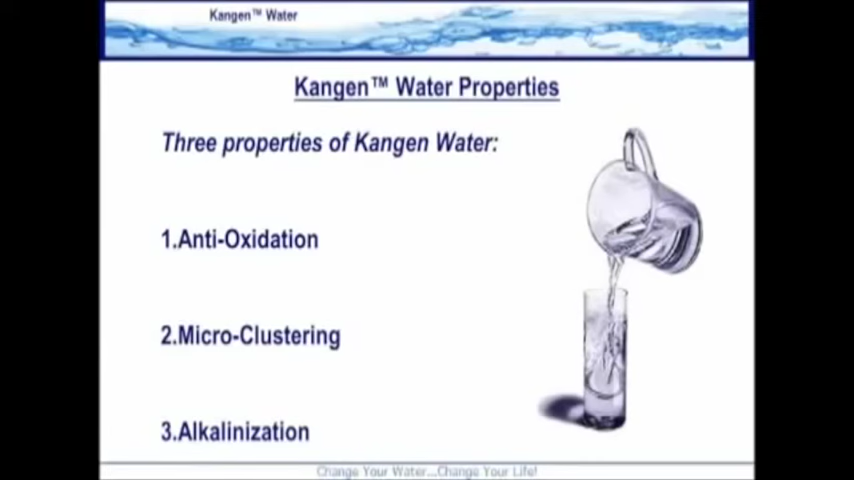 Kangen™ Water
Kangen™ Water Properties
Three properties of Kangen Water:
1.Anti-Oxidation
2.Micro-Clustering
3.Alkalinization
Change Your Water...Change Your Life!